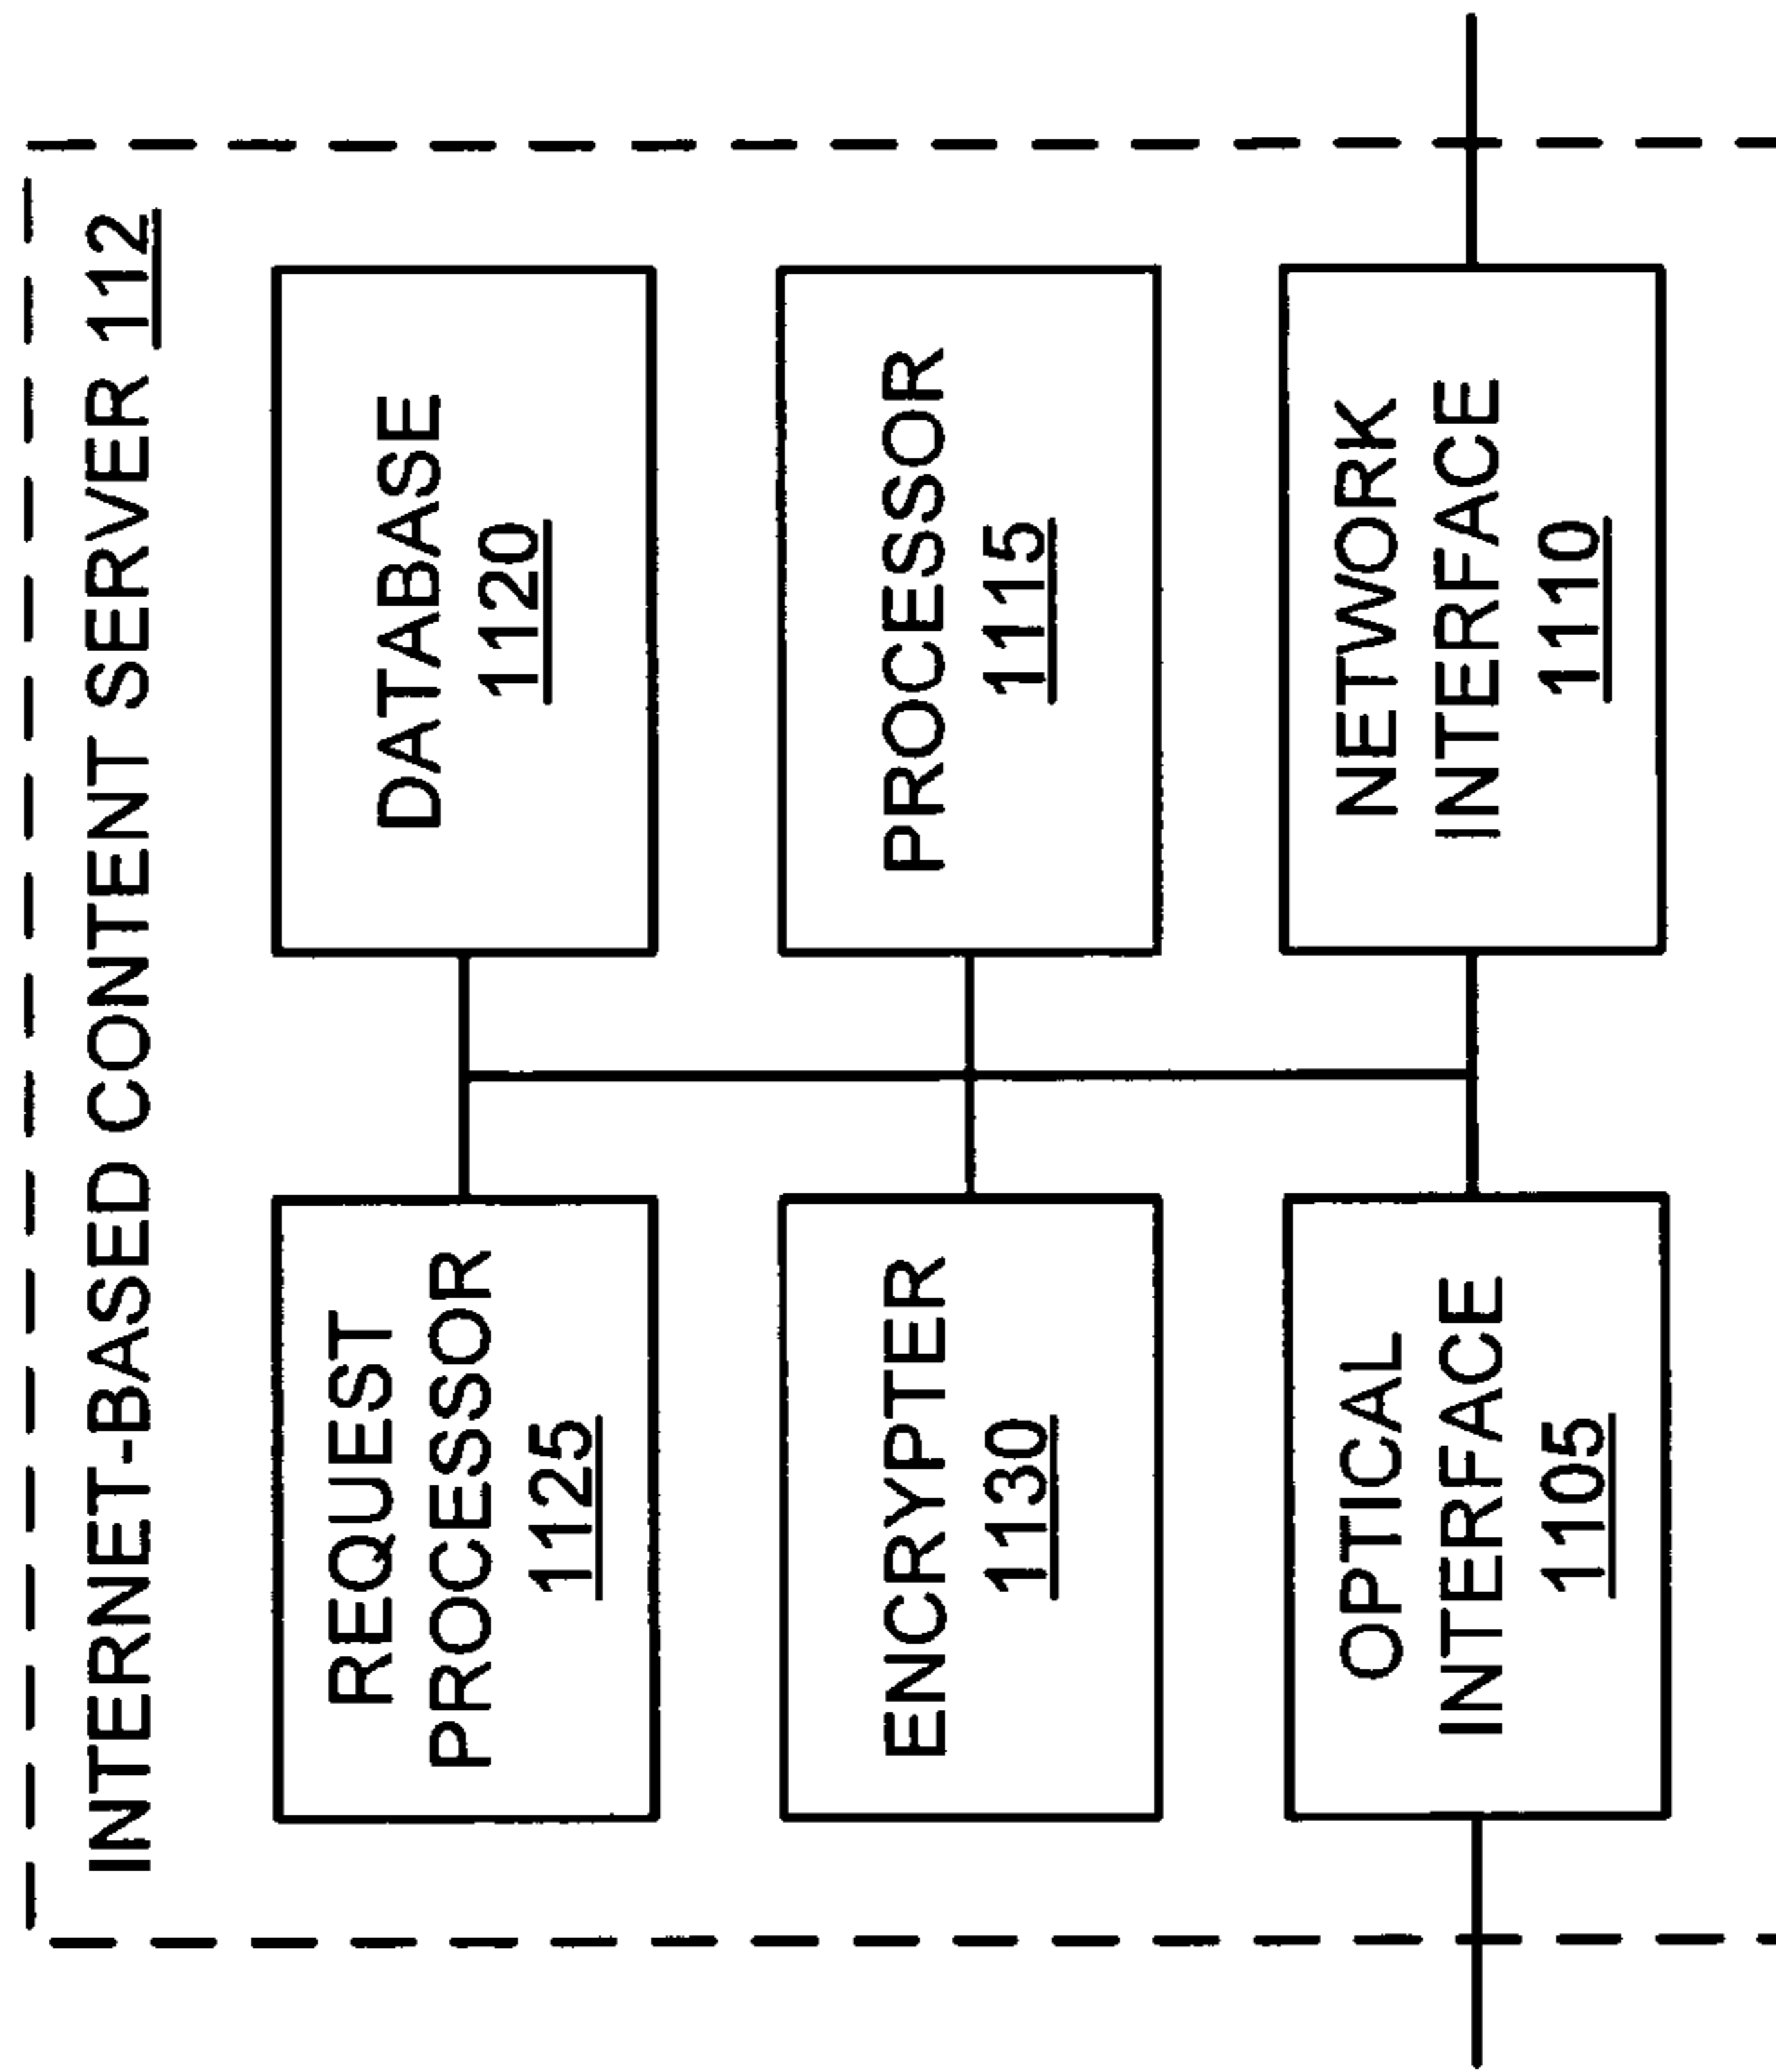 INTERNET-BASED CONTENT SERVER 112
REQUEST
PROCESSOR
1125
DATABASE
1120
ENCRYPTER
1130
PROCESSOR
1115
OPTICAL
INTERFACE
1105
NETWORK
INTERFACE
1110